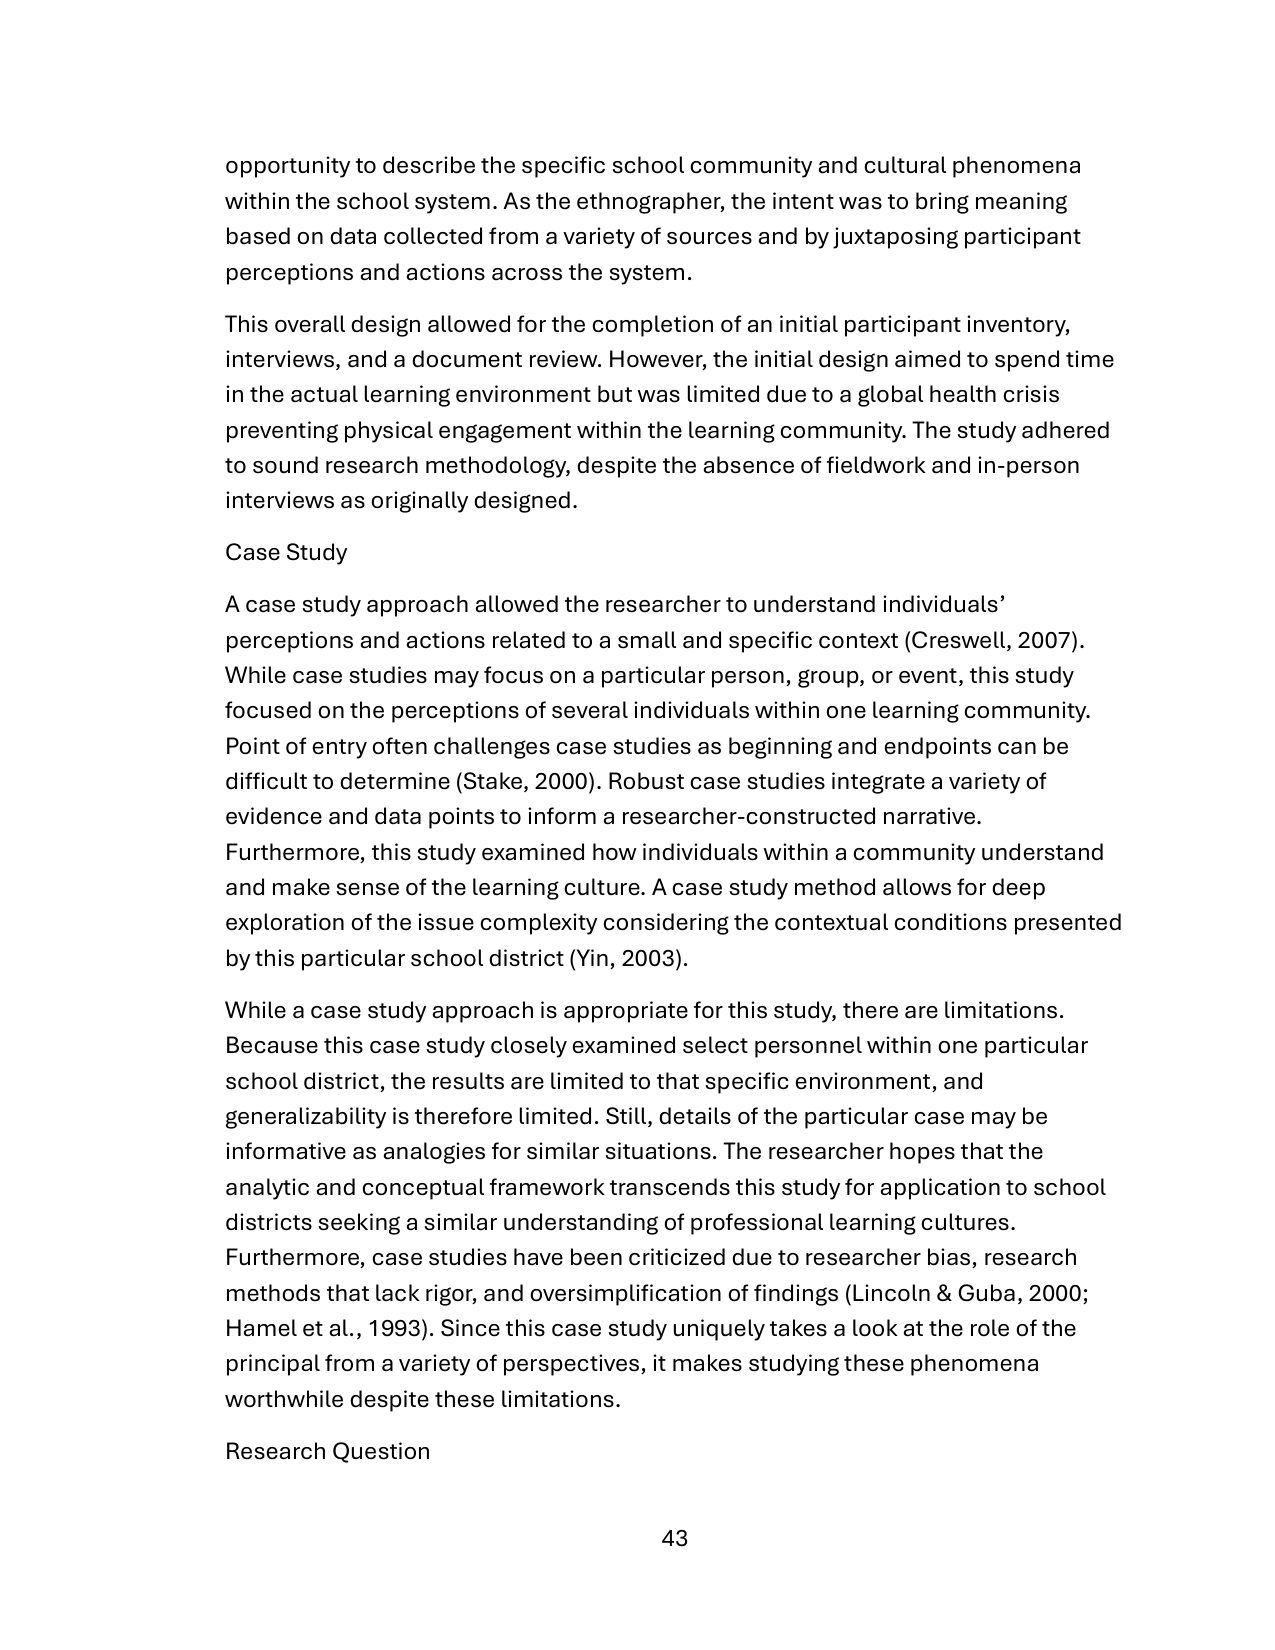 opportunity to describe the specific school community and cultural phenomena
within the school system. As the ethnographer, the intent was to bring meaning
based on data collected from a variety of sources and by juxtaposing participant
perceptions and actions across the system.
This overall design allowed for the completion of an initial participant inventory,
interviews, and a document review. However, the initial design aimed to spend time
in the actual learning environment but was limited due to a global health crisis
preventing physical engagement within the learning community. The study adhered
to sound research methodology, despite the absence of fieldwork and in-person
interviews as originally designed.
Case Study
A case study approach allowed the researcher to understand individuals’
perceptions and actions related to a small and specific context (Creswell, 2007).
While case studies may focus on a particular person, group, or event, this study
focused on the perceptions of several individuals within one learning community.
Point of entry often challenges case studies as beginning and endpoints can be
difficult to determine (Stake, 2000). Robust case studies integrate a variety of
evidence and data points to inform a researcher-constructed narrative.
Furthermore, this study examined how individuals within a community understand
and make sense of the learning culture. A case study method allows for deep
exploration of the issue complexity considering the contextual conditions presented
by this particular school district (Yin, 2003).
While a case study approach is appropriate for this study, there are limitations.
Because this case study closely examined select personnel within one particular
school district, the results are limited to that specific environment, and
generalizability is therefore limited. Still, details of the particular case may be
informative as analogies for similar situations. The researcher hopes that the
analytic and conceptual framework transcends this study for application to school
districts seeking a similar understanding of professional learning cultures.
Furthermore, case studies have been criticized due to researcher bias, research
methods that lack rigor, and oversimplification of findings (Lincoln & Guba, 2000;
Hamel et al., 1993). Since this case study uniquely takes a look at the role of the
principal from a variety of perspectives, it makes studying these phenomena
worthwhile despite these limitations.
Research Question
43